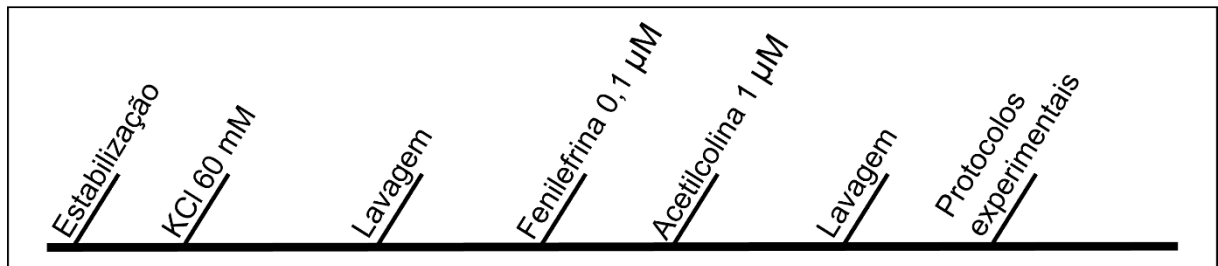 Estabilização
KCl 60 mM
Lavagem
Fenilefrina 0,1 µM
Acetilcolina 1 µM
Lavagem
Protocolos
experimentais